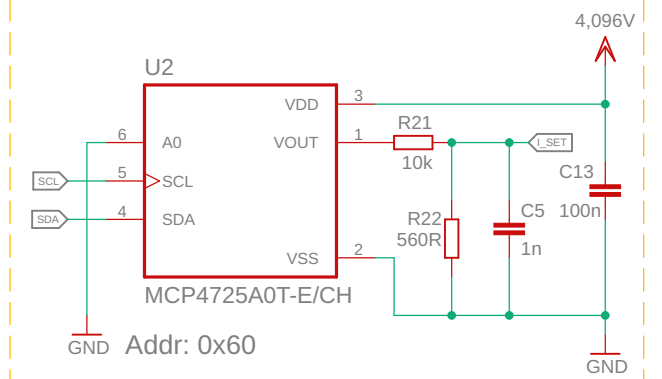 4,096V
U2
VDD
3
6
A0
VOUT
1
R21
10k
I_SET
SCL
5
SCL
C13
100n
SDA
4
SDA
R22
560R
C5
1n
VSS
2
MCP4725A0T-E/CH
GND
Addr: 0x60
GND